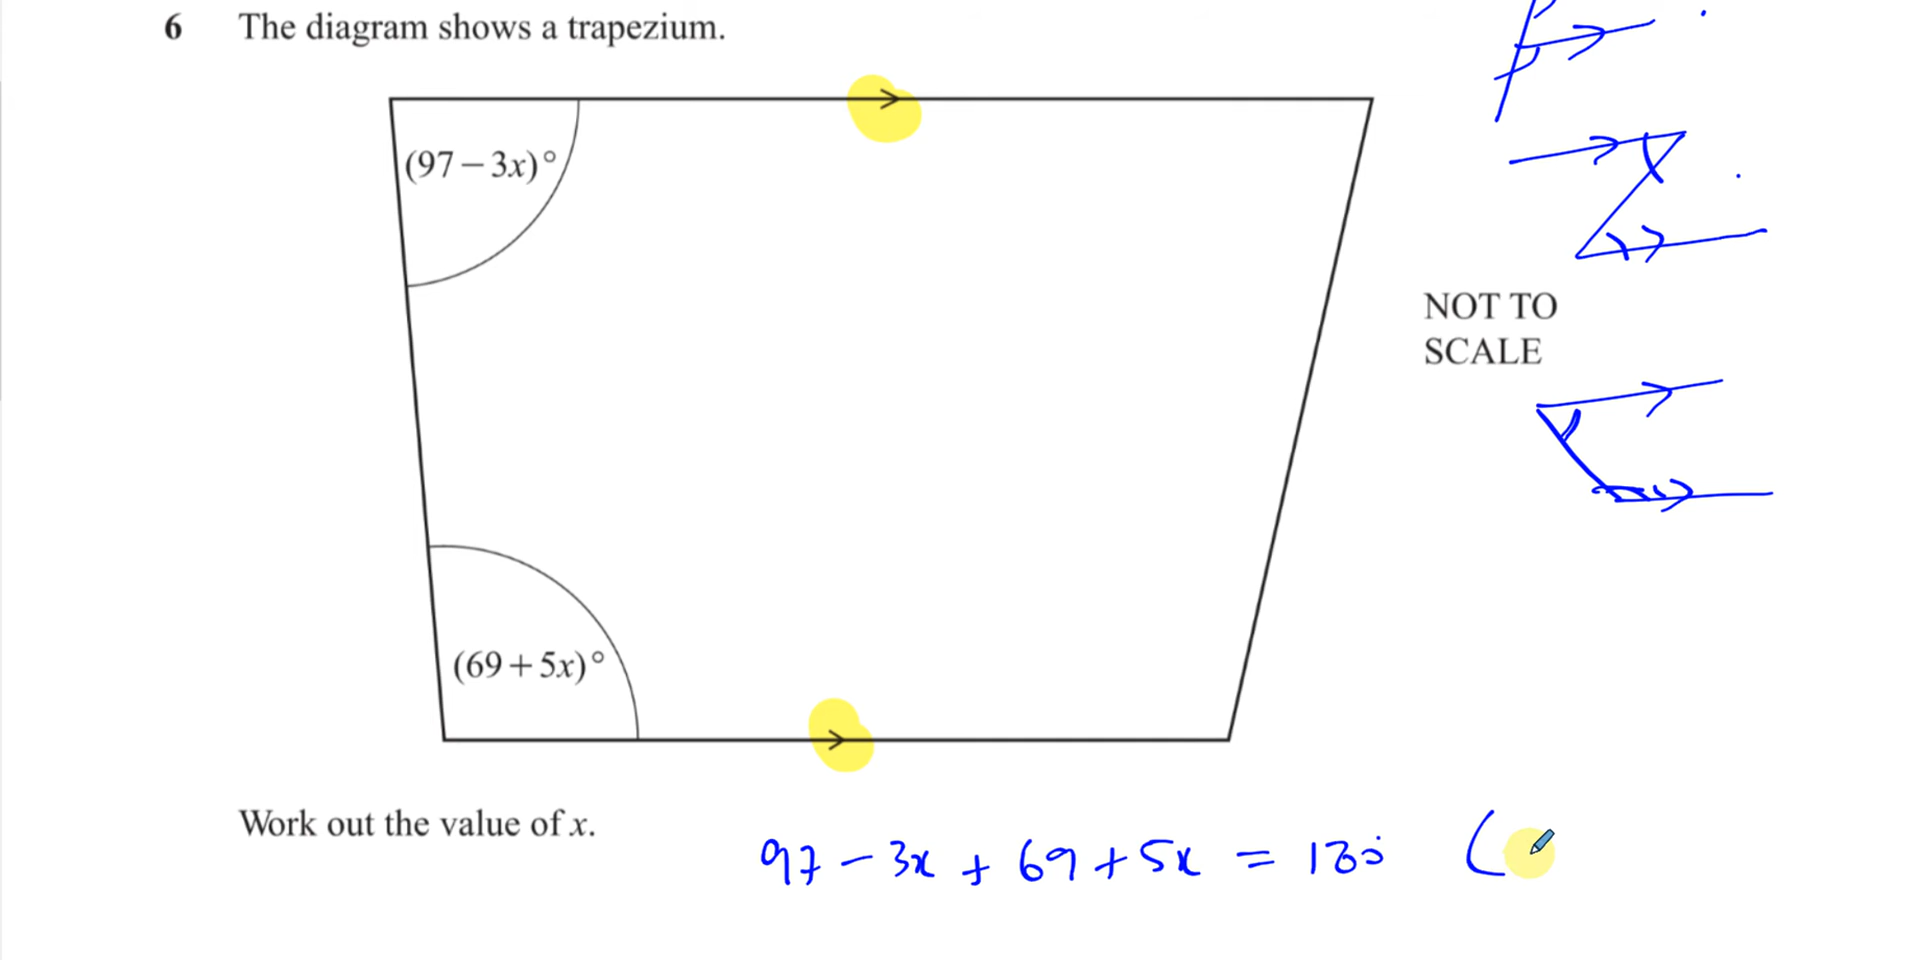 6 The diagram shows a trapezium.
(97 – 3x)°
NOT TO
SCALE
(69 + 5x)°
Work out the value of x.
97 – 3x + 69 + 5x = 180 (